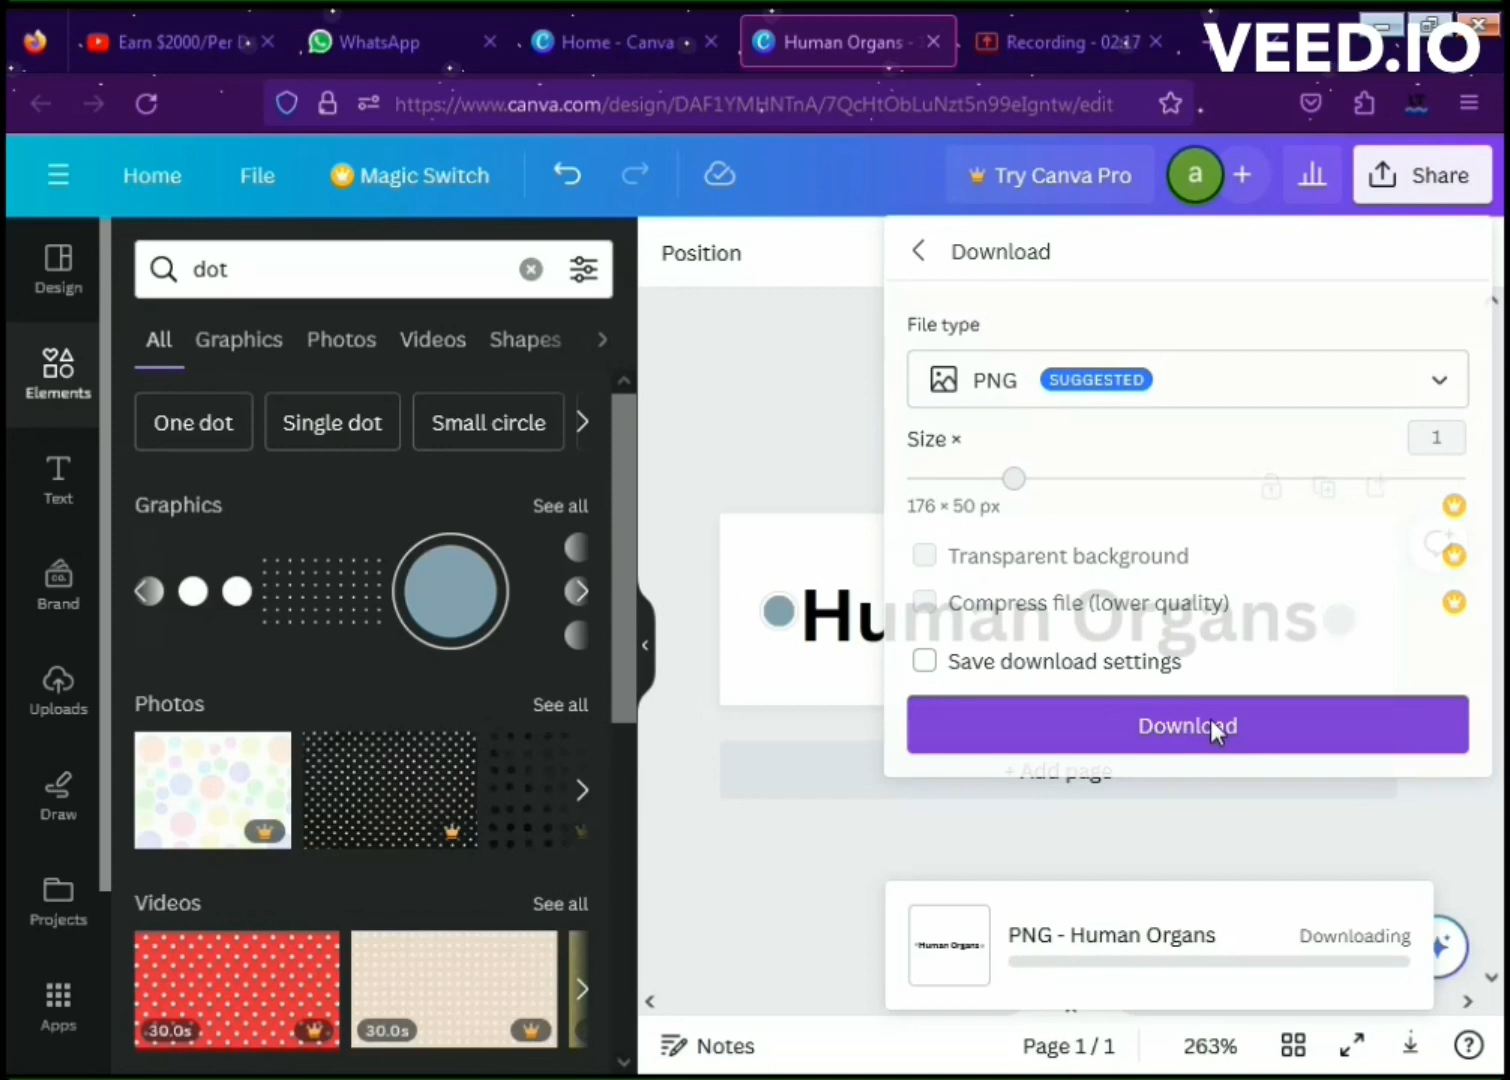 Earn $2000/Per D
WhatsApp
Home - Canva
Human Organs -
Recording - 02:17
VEED.IO
https://www.canva.com/design/DAF1YMHNTnA/7QcHtObLuNzt5n99eIgntw/edit
Home
File
Magic Switch
Try Canva Pro
a
+
Share
Design
Elements
Text
Brand
Uploads
Draw
Projects
Apps
dot
All
Graphics
Photos
Videos
Shapes
One dot
Single dot
Small circle
Graphics
See all
Photos
See all
Videos
See all
30.0s
30.0s
Position
Download
File type
PNG
SUGGESTED
Size ×
1
176 × 50 px
Transparent background
Compress file (lower quality)
Human Organs
Save download settings
Download
+ Add page
Human Organs
PNG - Human Organs
Downloading
Notes
Page 1 / 1
263%